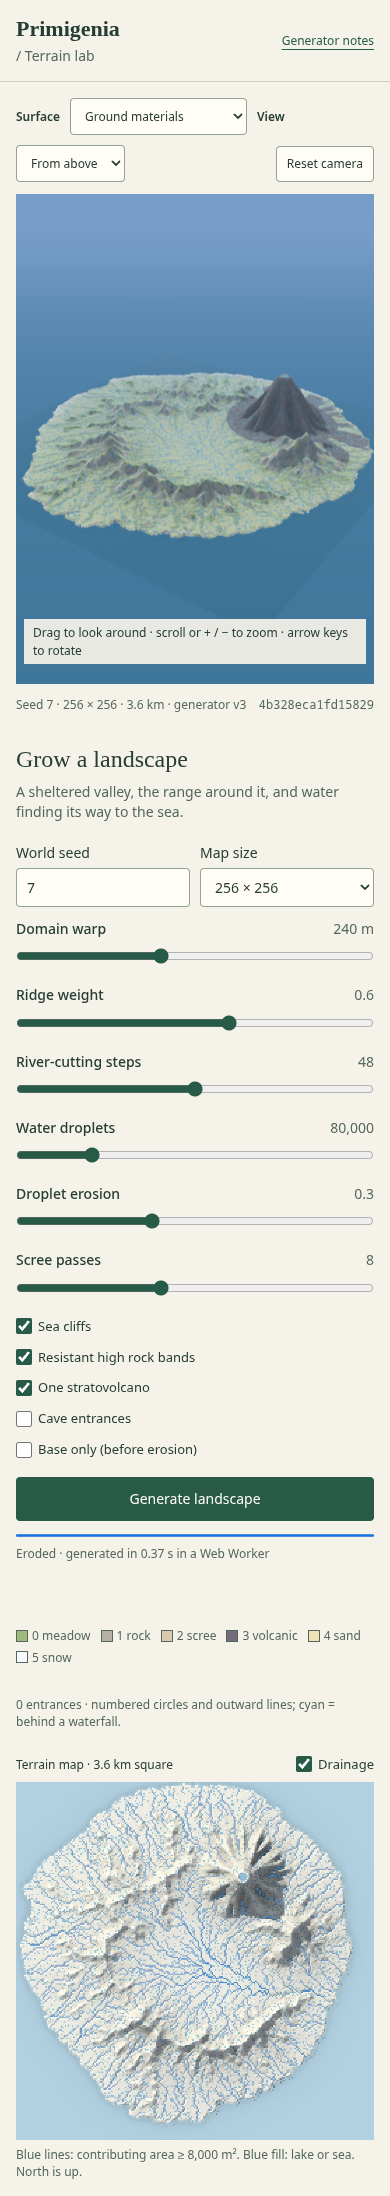 Primigenia
/ Terrain lab
Generator notes
Surface
Ground materials
View
From above
Reset camera
Drag to look around · scroll or + / − to zoom · arrow keys
to rotate
Seed 7 · 256 × 256 · 3.6 km · generator v3
4b328eca1fd15829
Grow a landscape
A sheltered valley, the range around it, and water
finding its way to the sea.
World seed
Map size
7
256 × 256
Domain warp
240 m
Ridge weight
0.6
River-cutting steps
48
Water droplets
80,000
Droplet erosion
0.3
Scree passes
8
Sea cliffs
Resistant high rock bands
One stratovolcano
Cave entrances
Base only (before erosion)
Generate landscape
Eroded · generated in 0.37 s in a Web Worker
0 meadow 1 rock 2 scree 3 volcanic 4 sand
5 snow
0 entrances · numbered circles and outward lines; cyan =
behind a waterfall.
Terrain map · 3.6 km square
Drainage
Blue lines: contributing area ≥ 8,000 m². Blue fill: lake or sea.
North is up.